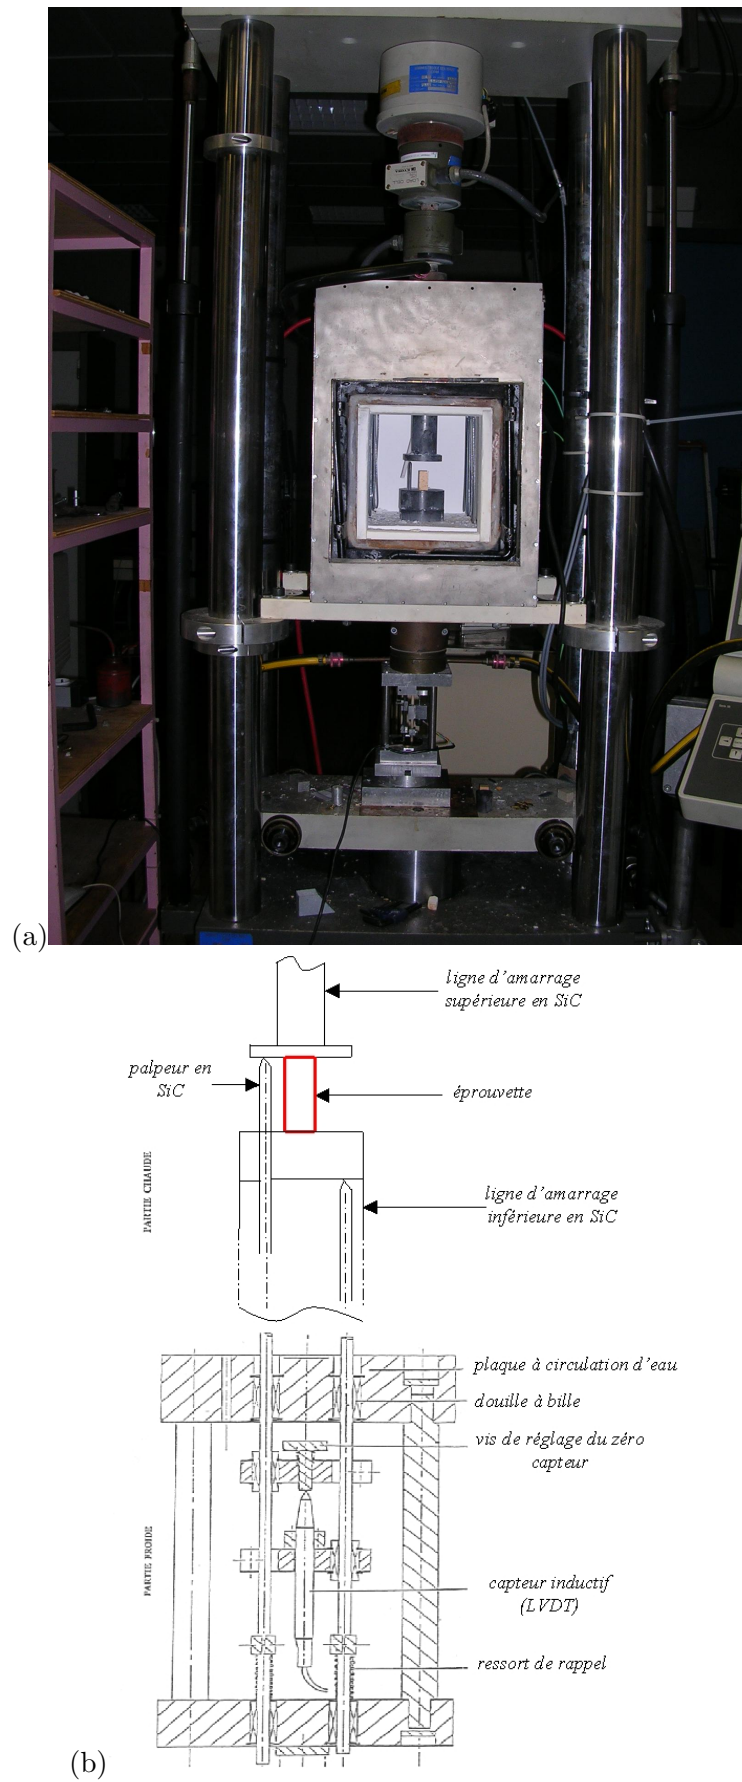 (a)
ligne d'amarrage
supérieure en SiC
palpeur en
SiC
éprouvette
PARTIE CHAUDE
ligne d'amarrage
inférieure en SiC
plaque à circulation d'eau
douille à bille
vis de réglage du zéro
capteur
PARTIE FROIDE
capteur inductif
(LVDT)
ressort de rappel
(b)